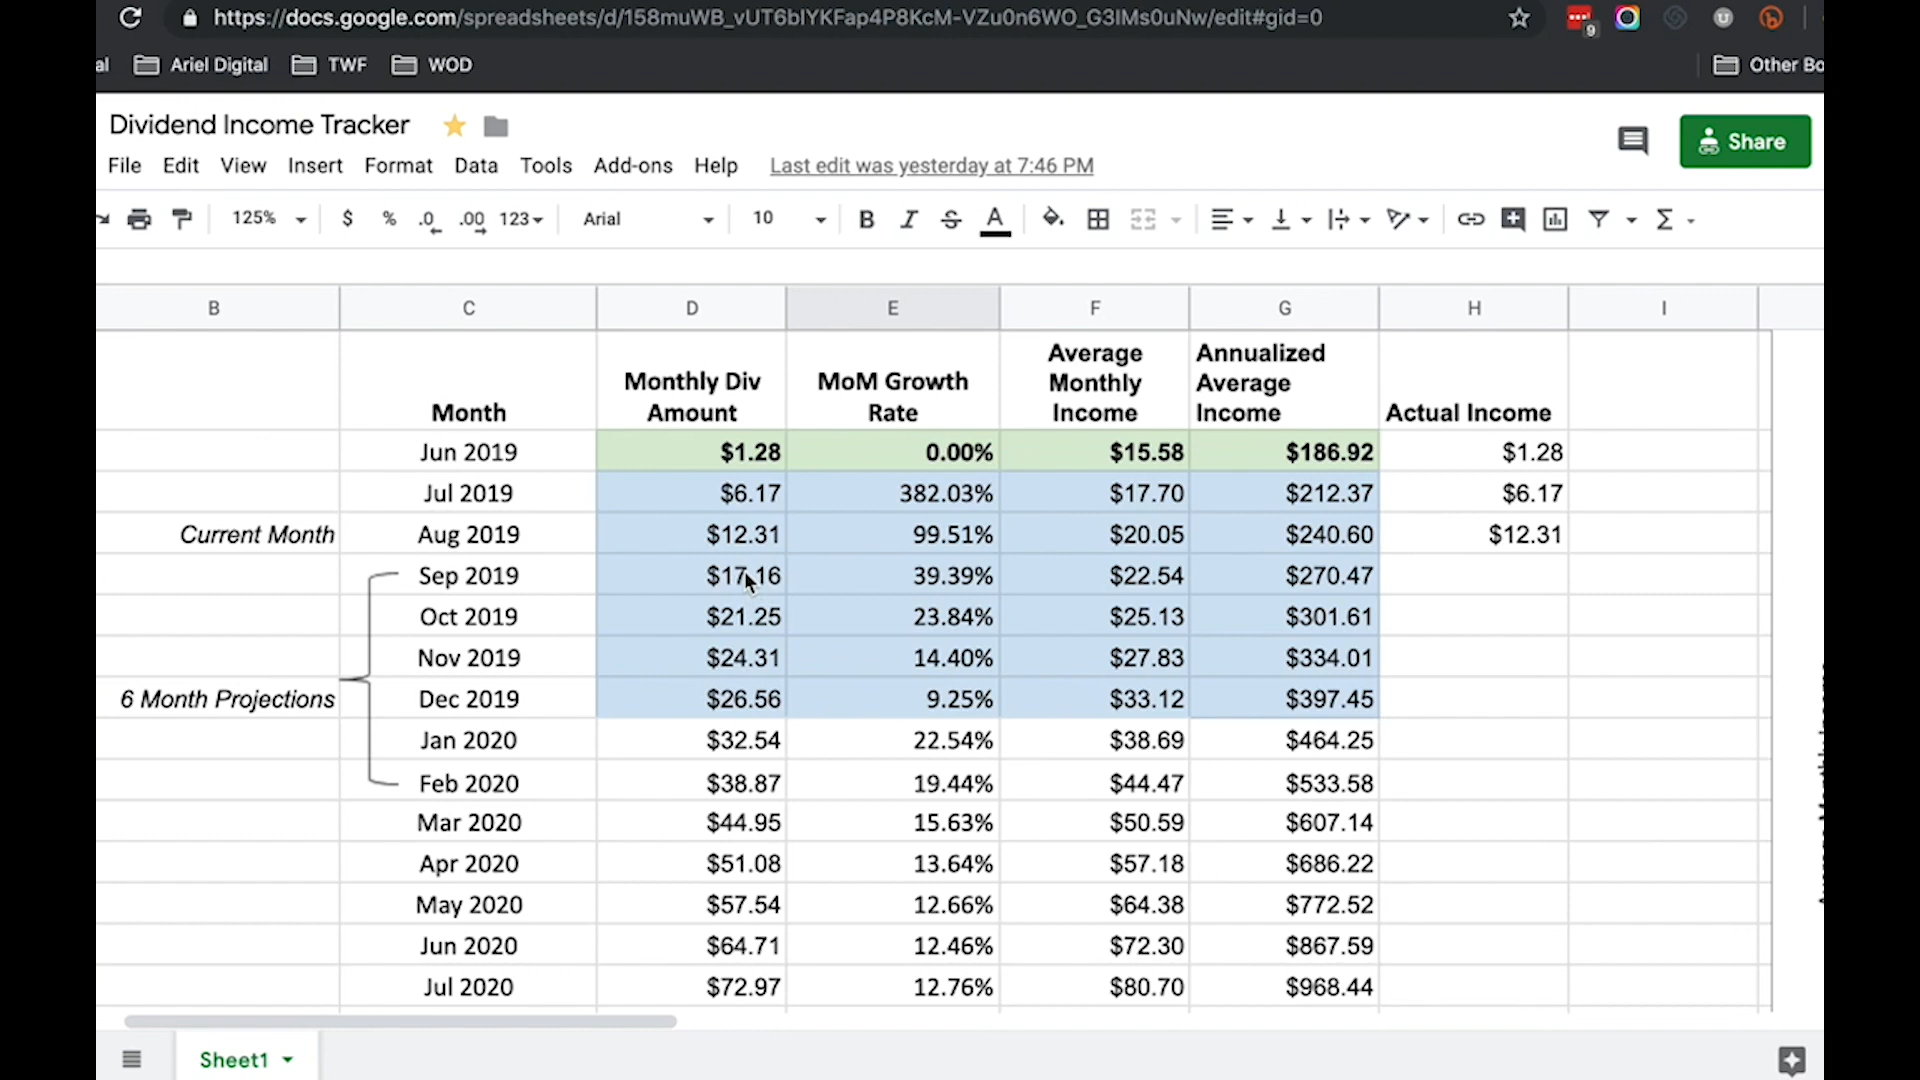 https://docs.google.com/spreadsheets/d/158muWB_vUT6bIYKFap4P8KcM-VZu0n6WO_G3IMs0uNw/edit#gid=0
9
al Ariel Digital TWF WOD Other Bo
Dividend Income Tracker
Share
File Edit View Insert Format Data Tools Add-ons Help Last edit was yesterday at 7:46 PM
125% $ % .0 .00 123 Arial 10 B I S A Σ
B C D E F G H I
Month Monthly Div Amount MoM Growth Rate Average Monthly Income Annualized Average Income Actual Income
Jun 2019 $1.28 0.00% $15.58 $186.92 $1.28
Jul 2019 $6.17 382.03% $17.70 $212.37 $6.17
Current Month Aug 2019 $12.31 99.51% $20.05 $240.60 $12.31
Sep 2019 $17.16 39.39% $22.54 $270.47
Oct 2019 $21.25 23.84% $25.13 $301.61
Nov 2019 $24.31 14.40% $27.83 $334.01
6 Month Projections Dec 2019 $26.56 9.25% $33.12 $397.45
Jan 2020 $32.54 22.54% $38.69 $464.25
Feb 2020 $38.87 19.44% $44.47 $533.58
Mar 2020 $44.95 15.63% $50.59 $607.14
Apr 2020 $51.08 13.64% $57.18 $686.22
May 2020 $57.54 12.66% $64.38 $772.52
Jun 2020 $64.71 12.46% $72.30 $867.59
Jul 2020 $72.97 12.76% $80.70 $968.44
Sheet1